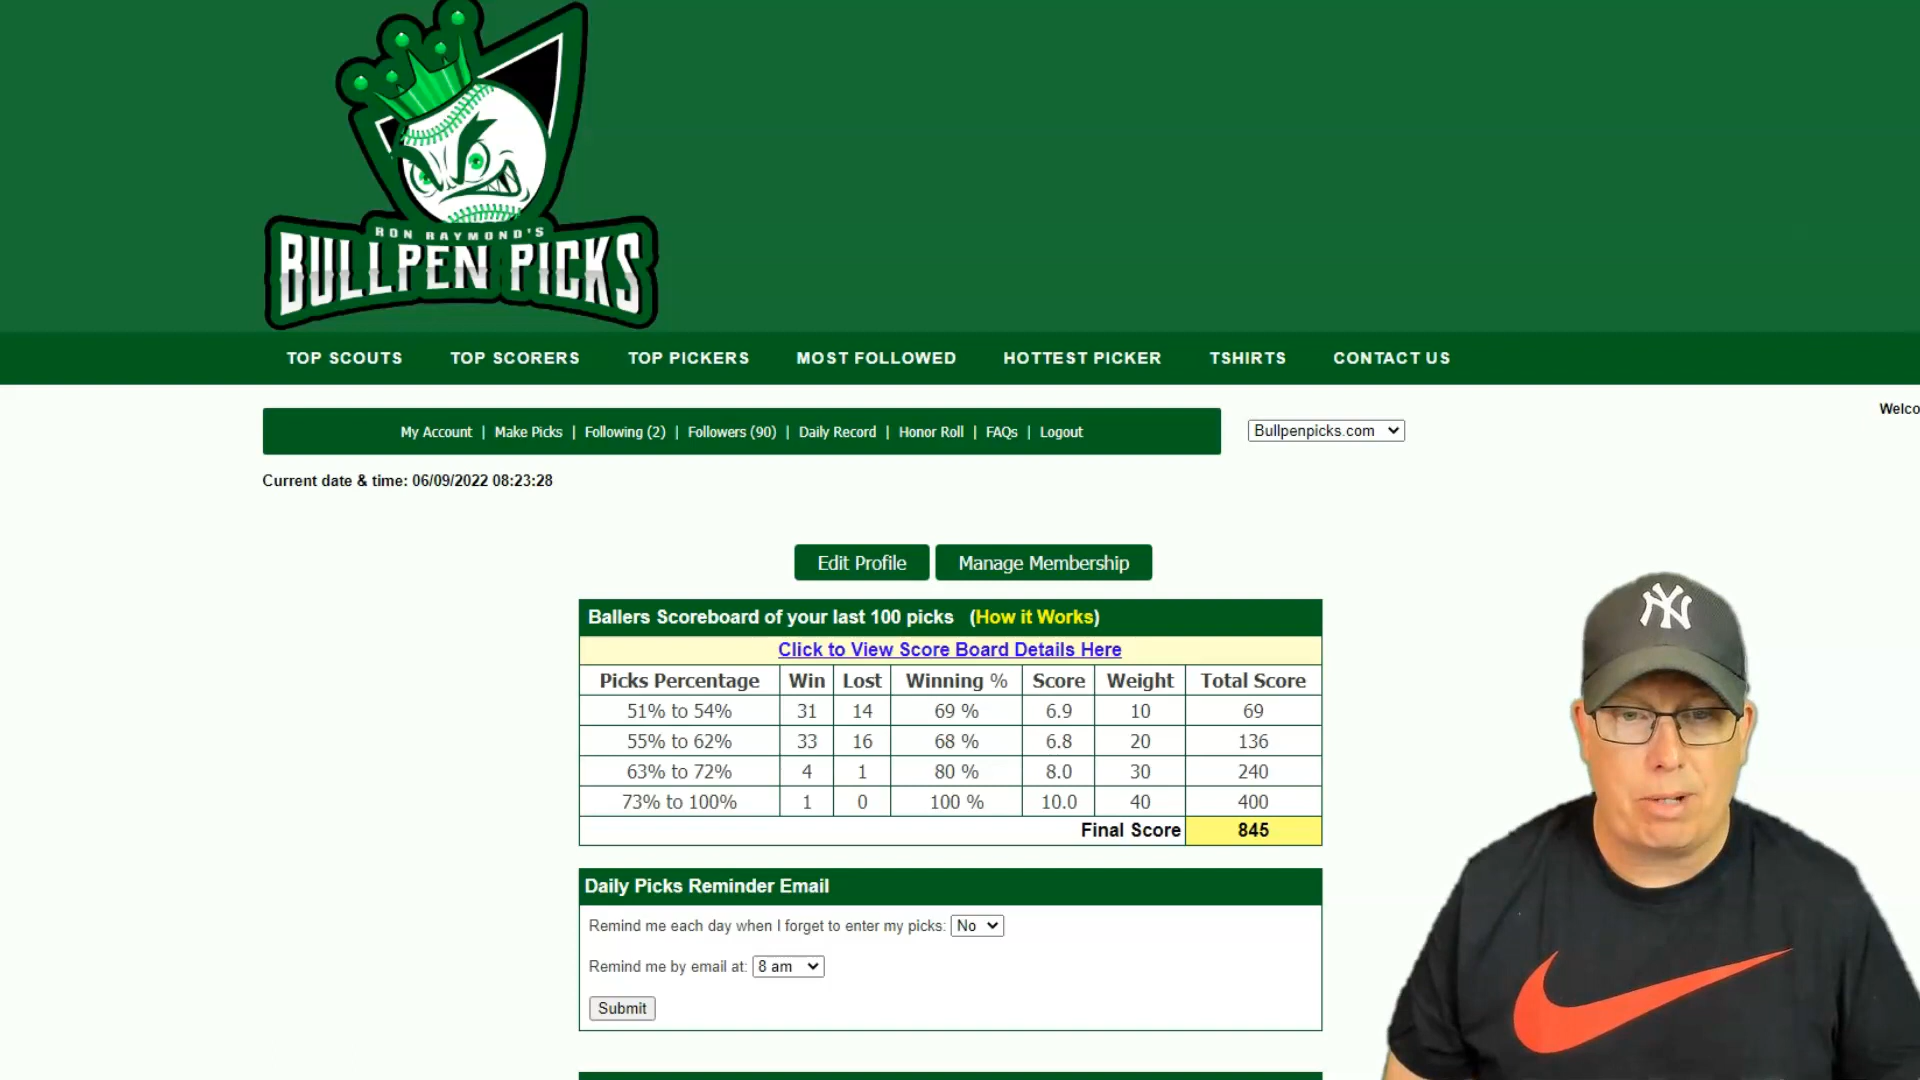 RON RAYMOND'S
BULLPEN PICKS
TOP SCOUTS TOP SCORERS TOP PICKERS MOST FOLLOWED HOTTEST PICKER TSHIRTS CONTACT US
Welco
My Account | Make Picks | Following (2) | Followers (90) | Daily Record | Honor Roll | FAQs | Logout Bullpenpicks.com
Current date & time: 06/09/2022 08:23:28
Edit Profile Manage Membership
Ballers Scoreboard of your last 100 picks (How it Works)
Click to View Score Board Details Here
Picks Percentage Win Lost Winning % Score Weight Total Score
51% to 54% 31 14 69 % 6.9 10 69
55% to 62% 33 16 68 % 6.8 20 136
63% to 72% 4 1 80 % 8.0 30 240
73% to 100% 1 0 100 % 10.0 40 400
Final Score 845
Daily Picks Reminder Email
Remind me each day when I forget to enter my picks: No
Remind me by email at: 8 am
Submit
NY